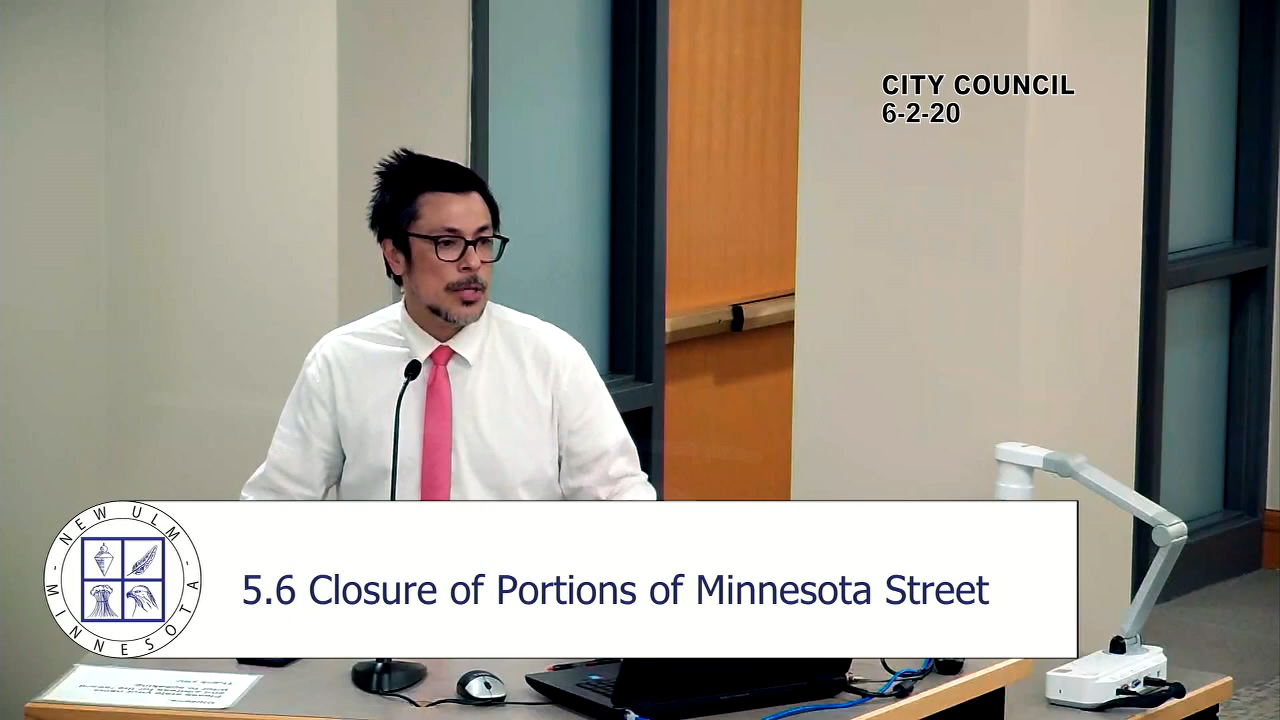 CITY COUNCIL
6-2-20
NEW ULM
MINNESOTA
5.6 Closure of Portions of Minnesota Street